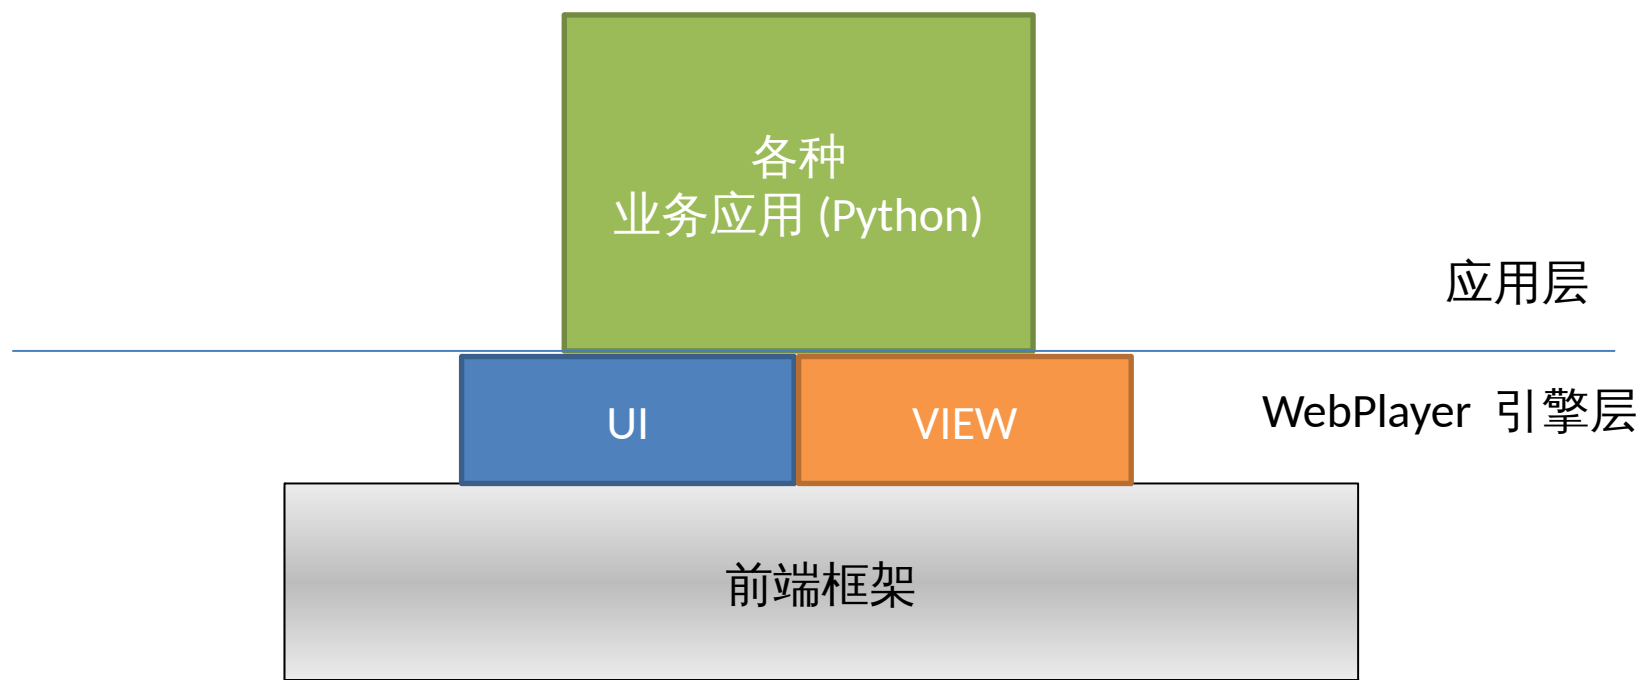 各种
业务应用 (Python)
应用层
UI
VIEW
WebPlayer 引擎层
前端框架